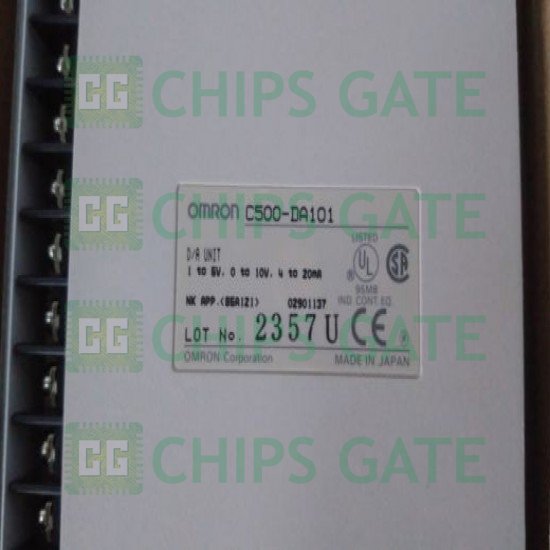 CG CHIPS GATE
CG CHIPS GATE
OMRON C500-DA101
D/A UNIT
1 to 5V, 0 to 10V, 4 to 20mA
LISTED
UL
95MB
IND.CONT.EQ.
NK APP.(86A121) 02901137
LOT No. 2357U CE
OMRON Corporation MADE IN JAPAN
CG CHIPS GATE
CG CHIPS GATE